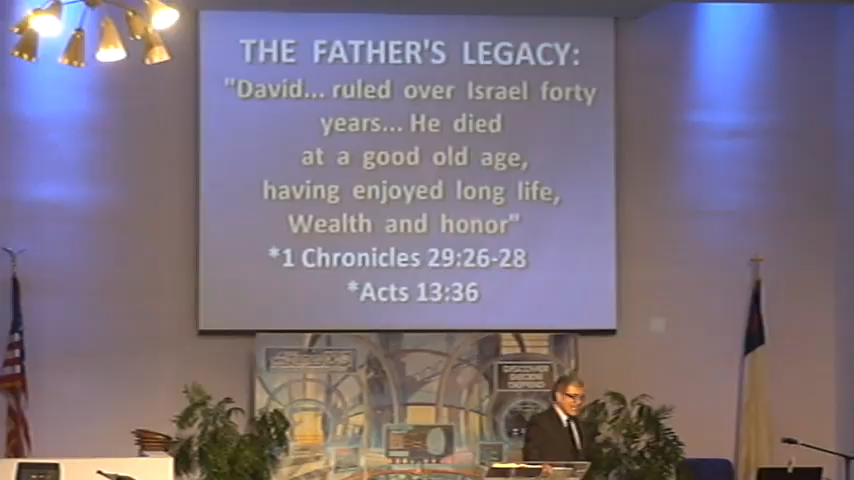 THE FATHER'S LEGACY:
"David... ruled over Israel forty
years... He died
at a good old age,
having enjoyed long life,
Wealth and honor"
*1 Chronicles 29:26-28
*Acts 13:36